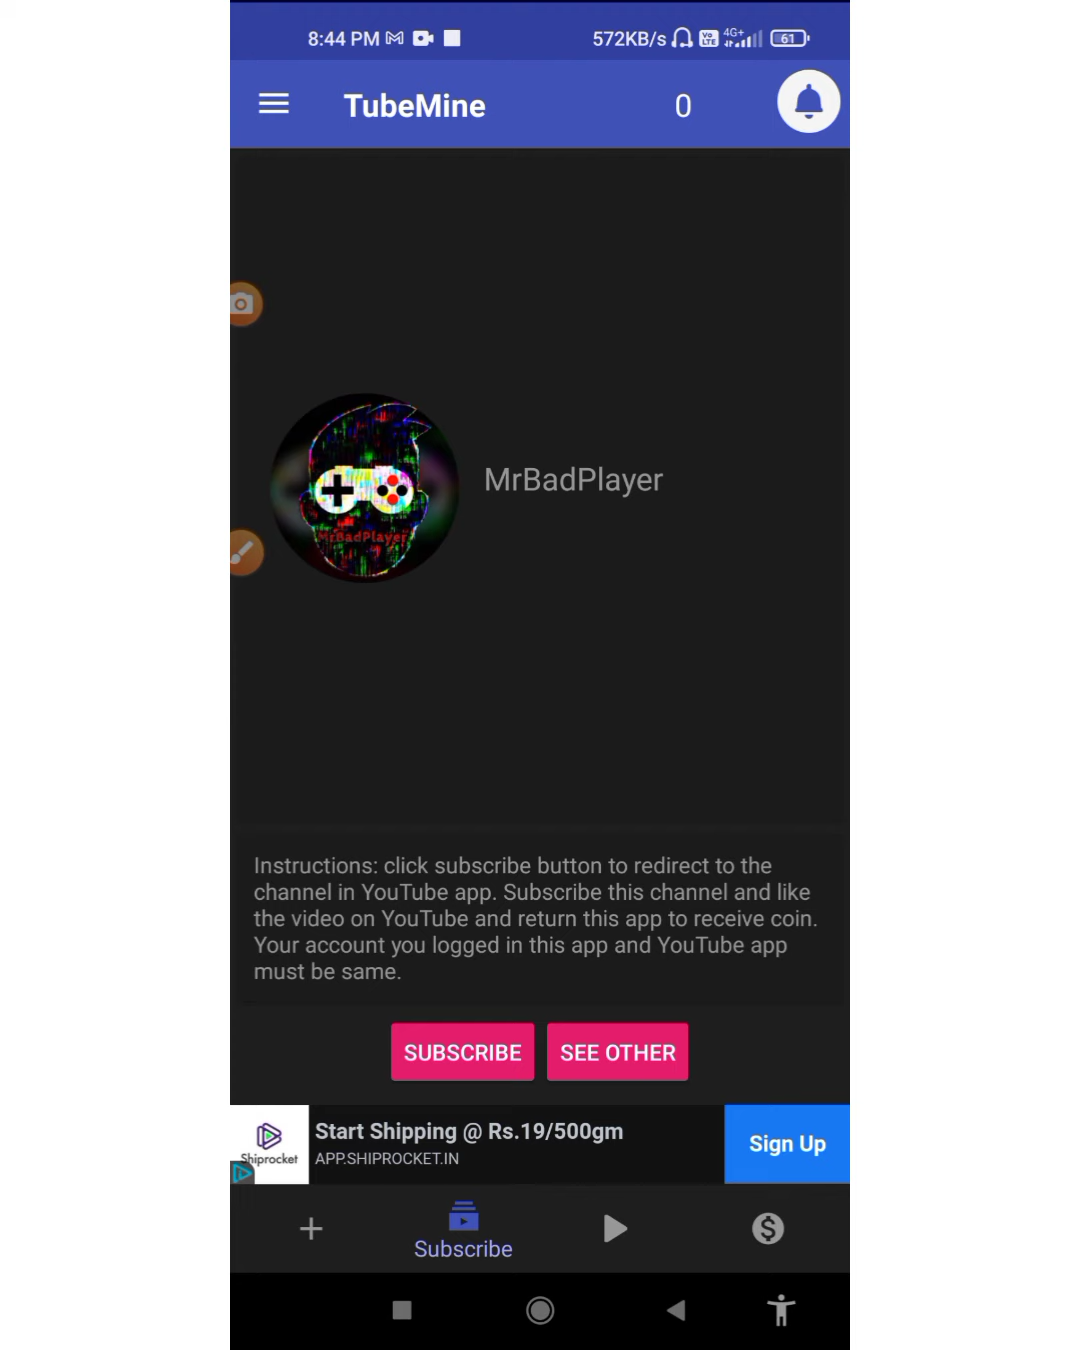 8:44 PM 572KB/s Vo LTE 4G+ 61
TubeMine 0
MrBadPlayer
MrBadPlayer
Instructions: click subscribe button to redirect to the
channel in YouTube app. Subscribe this channel and like
the video on YouTube and return this app to receive coin.
Your account you logged in this app and YouTube app
must be same.
SUBSCRIBE SEE OTHER
Start Shipping @ Rs.19/500gm
Shiprocket APP.SHIPROCKET.IN
Sign Up
Subscribe